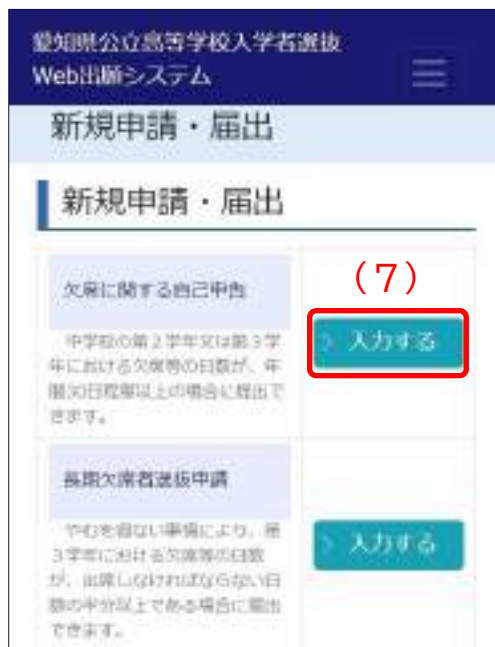 愛知県公立高等学校入学者選抜
Web出願システム
新規申請・届出
新規申請・届出
欠席に関する自己申告
(７)
中学校の第２学年又は第３学
年における欠席等の日数が、年
間30日程度以上の場合に提出で
きます。
入力する
長期欠席者選抜申請
やむを得ない事情により、第
３学年における欠席等の日数
が、出席しなければならない日
数の半分以上である場合に届出
できます。
入力する